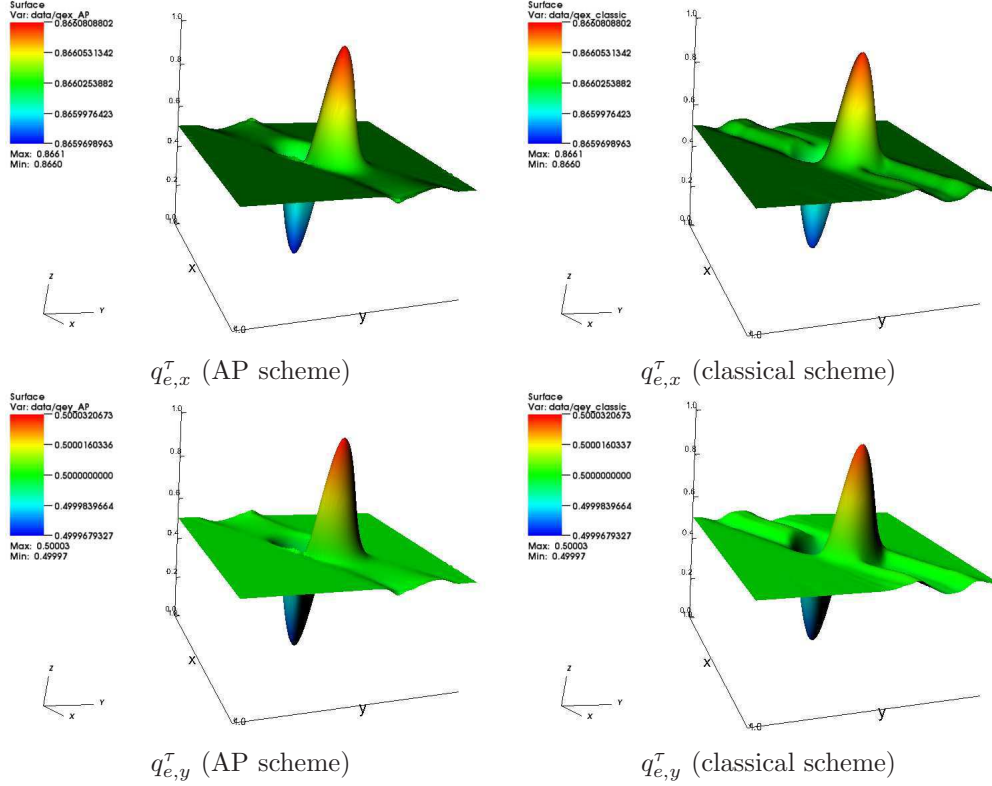 Surface
Var: data/qex_AP
0.8660808802
0.8660531342
0.8660253882
0.8659976423
0.8659698963
Max: 0.8661
Min: 0.8660
1.0
0.8
0.6
0.4
0.2
0.0
x
y
z
Y
X
q^τ_{e,x} (AP scheme)
Surface
Var: data/qex_classic
0.8660808802
0.8660531342
0.8660253882
0.8659976423
0.8659698963
Max: 0.8661
Min: 0.8660
1.0
0.8
0.6
0.4
0.2
0.0
x
y
z
Y
X
q^τ_{e,x} (classical scheme)
Surface
Var: data/qey_AP
0.5000320673
0.5000160336
0.5000000000
0.4999839664
0.4999679327
Max: 0.50003
Min: 0.49997
1.0
0.8
0.6
0.4
0.2
0.0
x
y
z
Y
X
q^τ_{e,y} (AP scheme)
Surface
Var: data/qey_classic
0.5000320673
0.5000160337
0.5000000000
0.4999839664
0.4999679327
Max: 0.50003
Min: 0.49997
1.0
0.8
0.6
0.4
0.2
0.0
x
y
z
Y
X
q^τ_{e,y} (classical scheme)